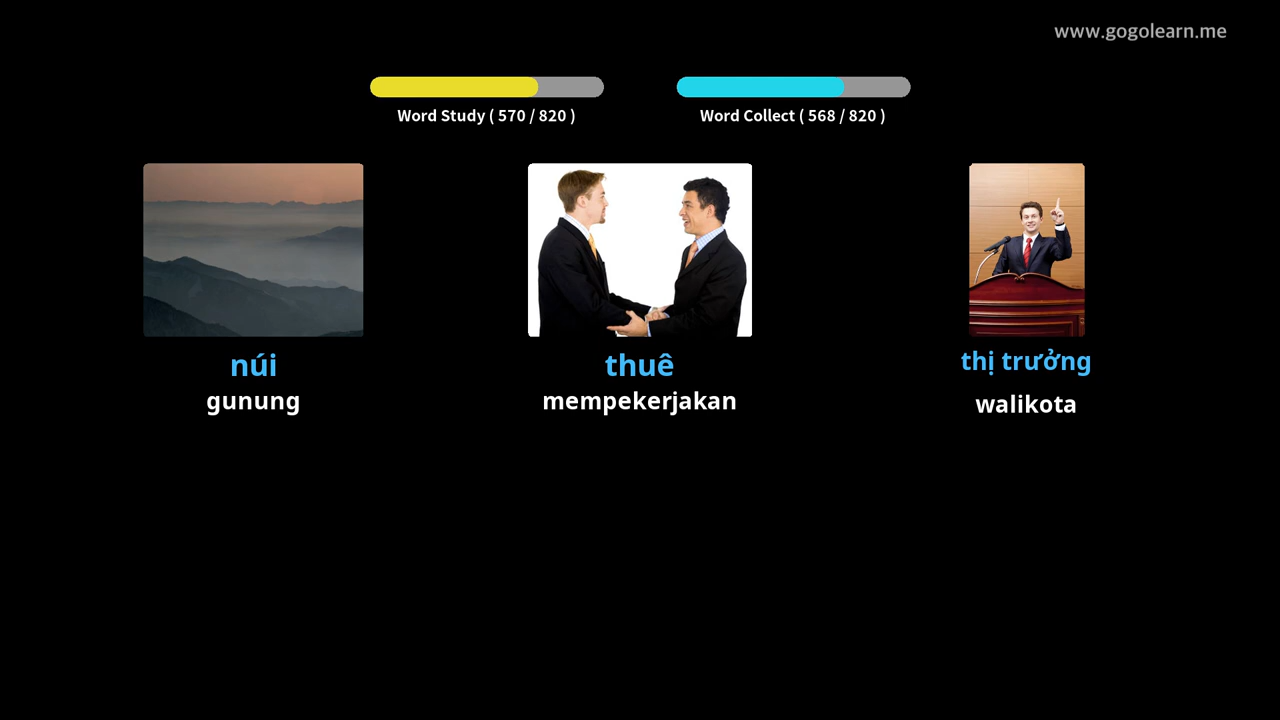 www.gogolearn.me
Word Study ( 570 / 820 )
Word Collect ( 568 / 820 )
núi
gunung
thuê
mempekerjakan
thị trưởng
walikota